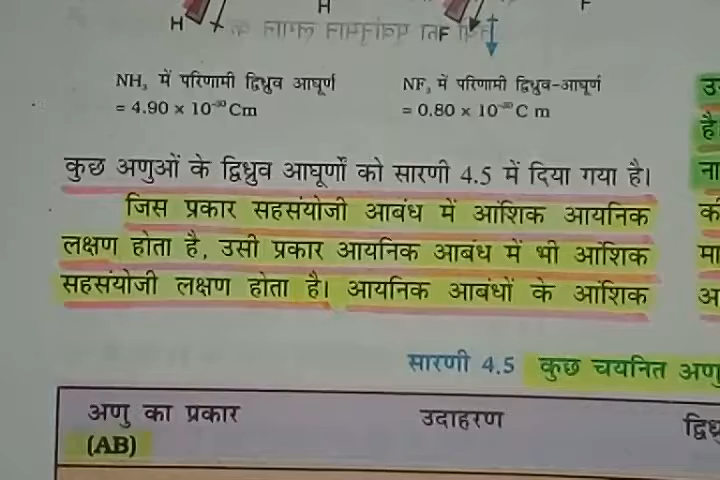 H
H
F
F
NH₃ में परिणामी द्विध्रुव आघूर्ण
= 4.90 × 10⁻³⁰ Cm
NF₃ में परिणामी द्विध्रुव-आघूर्ण
= 0.80 × 10⁻³⁰ C m
कुछ अणुओं के द्विध्रुव आघूर्णों को सारणी 4.5 में दिया गया है।
जिस प्रकार सहसंयोजी आबंध में आंशिक आयनिक
लक्षण होता है, उसी प्रकार आयनिक आबंध में भी आंशिक
सहसंयोजी लक्षण होता है। आयनिक आबंधों के आंशिक
है
ना
की
सारणी 4.5 कुछ चयनित अणु
अणु का प्रकार
(AB)
उदाहरण